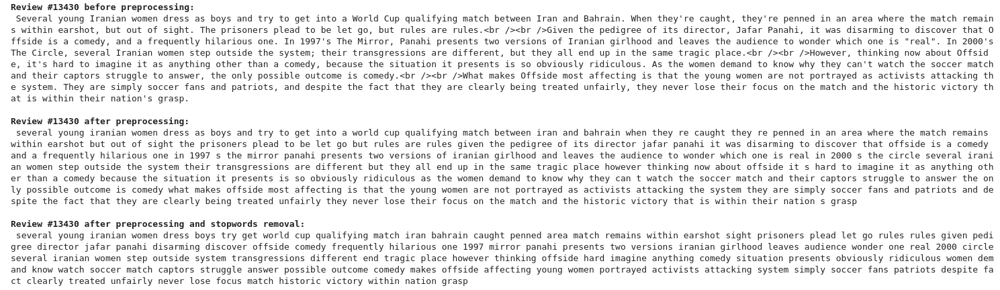 Review #13430 before preprocessing:
Several young Iranian women dress as boys and try to get into a World Cup qualifying match between Iran and Bahrain. When they're caught, they're penned in an area where the match remain
s within earshot, but out of sight. The prisoners plead to be let go, but rules are rules.<br /><br />Given the pedigree of its director, Jafar Panahi, it was disarming to discover that O
ffside is a comedy, and a frequently hilarious one. In 1997's The Mirror, Panahi presents two versions of Iranian girlhood and leaves the audience to wonder which one is "real". In 2000's
The Circle, several Iranian women step outside the system; their transgressions are different, but they all end up in the same tragic place.<br /><br />However, thinking now about Offsid
e, it's hard to imagine it as anything other than a comedy, because the situation it presents is so obviously ridiculous. As the women demand to know why they can't watch the soccer match
and their captors struggle to answer, the only possible outcome is comedy.<br /><br />What makes Offside most affecting is that the young women are not portrayed as activists attacking th
e system. They are simply soccer fans and patriots, and despite the fact that they are clearly being treated unfairly, they never lose their focus on the match and the historic victory th
at is within their nation's grasp.
Review #13430 after preprocessing:
several young iranian women dress as boys and try to get into a world cup qualifying match between iran and bahrain when they re caught they re penned in an area where the match remains
within earshot but out of sight the prisoners plead to be let go but rules are rules given the pedigree of its director jafar panahi it was disarming to discover that offside is a comedy
and a frequently hilarious one in 1997 s the mirror panahi presents two versions of iranian girlhood and leaves the audience to wonder which one is real in 2000 s the circle several irani
an women step outside the system their transgressions are different but they all end up in the same tragic place however thinking now about offside it s hard to imagine it as anything oth
er than a comedy because the situation it presents is so obviously ridiculous as the women demand to know why they can t watch the soccer match and their captors struggle to answer the on
ly possible outcome is comedy what makes offside most affecting is that the young women are not portrayed as activists attacking the system they are simply soccer fans and patriots and de
spite the fact that they are clearly being treated unfairly they never lose their focus on the match and the historic victory that is within their nation s grasp
Review #13430 after preprocessing and stopwords removal:
several young iranian women dress boys try get world cup qualifying match iran bahrain caught penned area match remains within earshot sight prisoners plead let go rules rules given pedi
gree director jafar panahi disarming discover offside comedy frequently hilarious one 1997 mirror panahi presents two versions iranian girlhood leaves audience wonder one real 2000 circle
several iranian women step outside system transgressions different end tragic place however thinking offside hard imagine anything comedy situation presents obviously ridiculous women dem
and know watch soccer match captors struggle answer possible outcome comedy makes offside affecting young women portrayed activists attacking system simply soccer fans patriots despite fa
ct clearly treated unfairly never lose focus match historic victory within nation grasp